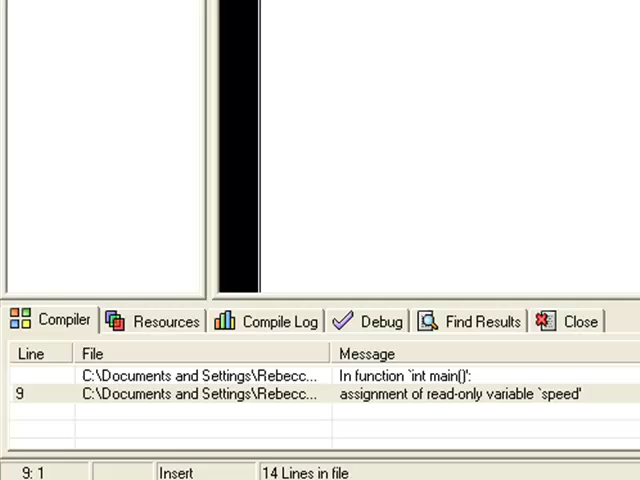 Compiler Resources Compile Log Debug Find Results Close
Line File Message
C:\Documents and Settings\Rebecc... In function `int main()':
9 C:\Documents and Settings\Rebecc... assignment of read-only variable `speed'
9: 1 Insert 14 Lines in file